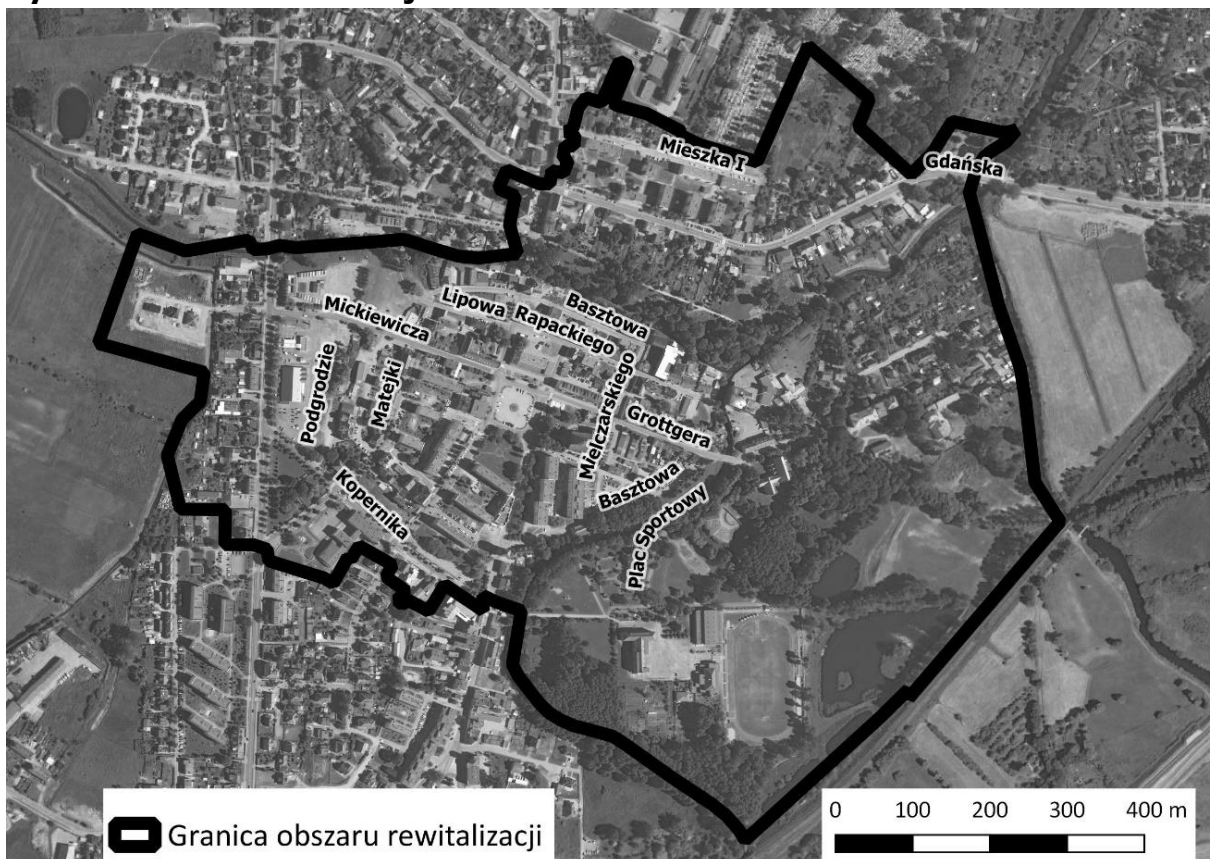 Mieszka I
Gdańska
Lipowa
Rapackiego
Basztowa
Mickiewicza
Podgrodzie
Matejki
Mielczarskiego
Grottgera
Basztowa
Plac Sportowy
Kopernika
Granica obszaru rewitalizacji
0 100 200 300 400 m